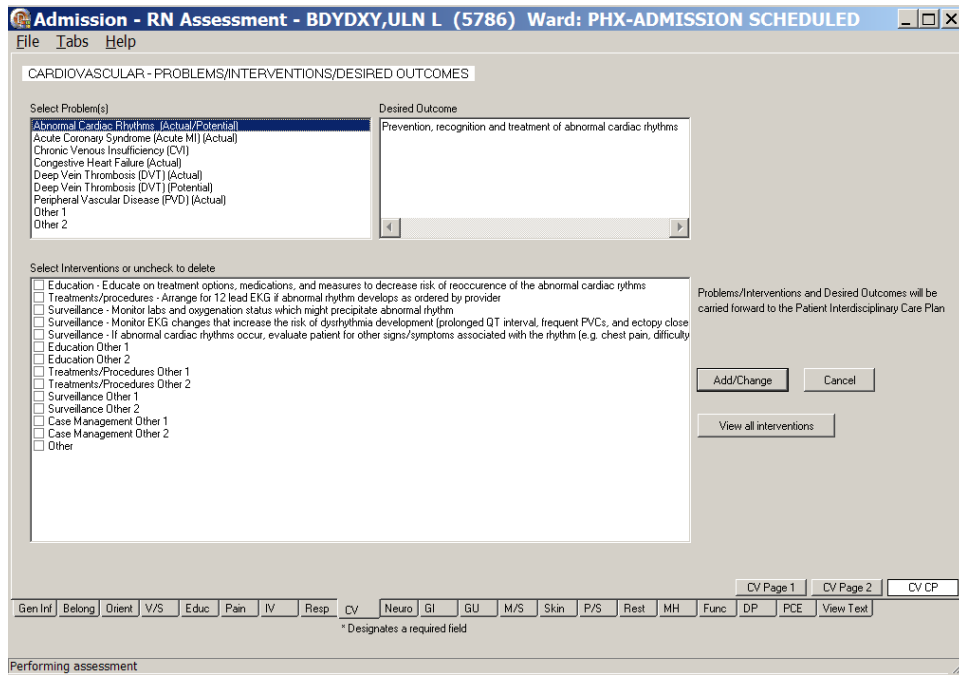 Admission - RN Assessment - BDYDXY,ULN L (5786) Ward: PHX-ADMISSION SCHEDULED
File Tabs Help
CARDIOVASCULAR - PROBLEMS/INTERVENTIONS/DESIRED OUTCOMES
Select Problem(s)
Abnormal Cardiac Rhythms (Actual/Potential)
Acute Coronary Syndrome (Acute MI) (Actual)
Chronic Venous Insufficiency (CVI)
Congestive Heart Failure (Actual)
Deep Vein Thrombosis (DVT) (Actual)
Deep Vein Thrombosis (DVT) (Potential)
Peripheral Vascular Disease (PVD) (Actual)
Other 1
Other 2
Desired Outcome
Prevention, recognition and treatment of abnormal cardiac rhythms
Select Interventions or uncheck to delete
Education - Educate on treatment options, medications, and measures to decrease risk of reoccurence of the abnormal cardiac rythms
Treatments/procedures - Arrange for 12 lead EKG if abnormal rhythm develops as ordered by provider
Surveillance - Monitor labs and oxygenation status which might precipitate abnormal rhythm
Surveillance - Monitor EKG changes that increase the risk of dysrhythmia development (prolonged QT interval, frequent PVCs, and ectopy close
Surveillance - If abnormal cardiac rhythms occur, evaluate patient for other signs/symptoms associated with the rhythm (e.g. chest pain, difficulty
Education Other 1
Education Other 2
Treatments/Procedures Other 1
Treatments/Procedures Other 2
Surveillance Other 1
Surveillance Other 2
Case Management Other 1
Case Management Other 2
Other
Problems/Interventions and Desired Outcomes will be
carried forward to the Patient Interdisciplinary Care Plan
Add/Change Cancel
View all interventions
CV Page 1 CV Page 2 CV CP
Gen Inf Belong Orient V/S Educ Pain IV Resp CV Neuro GI GU M/S Skin P/S Rest MH Func DP PCE View Text
* Designates a required field
Performing assessment